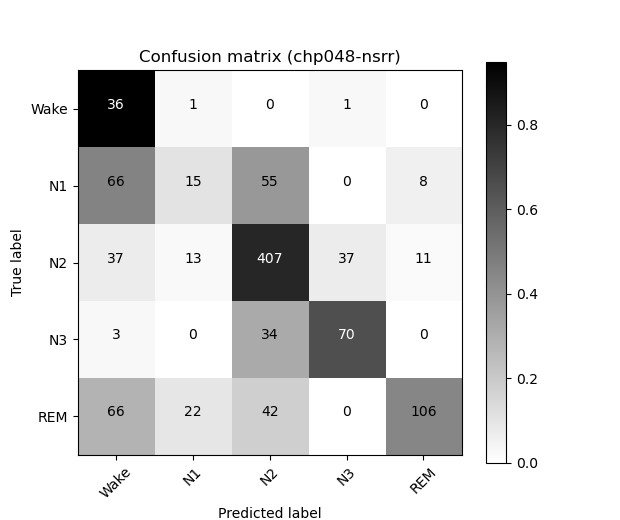 Confusion matrix (chp048-nsrr)
True label
Wake 36 1 0 1 0
N1 66 15 55 0 8
N2 37 13 407 37 11
N3 3 0 34 70 0
REM 66 22 42 0 106
Wake N1 N2 N3 REM
Predicted label
0.8
0.6
0.4
0.2
0.0